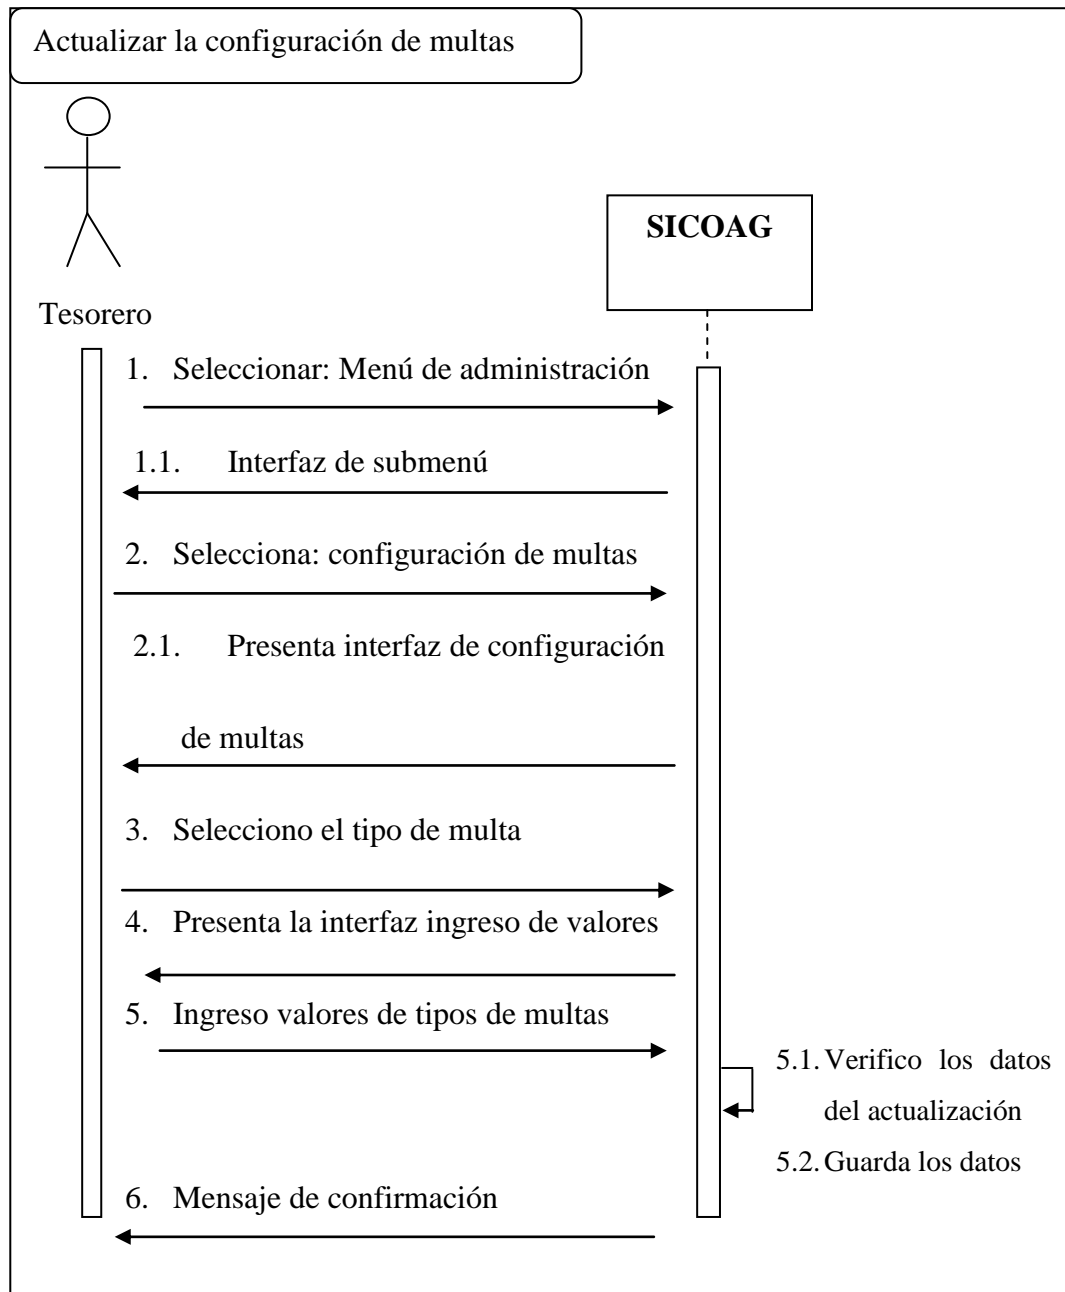 Actualizar la configuración de multas
SICOAG
Tesorero
1. Seleccionar: Menú de administración
1.1. Interfaz de submenú
2. Selecciona: configuración de multas
2.1. Presenta interfaz de configuración
de multas
3. Selecciono el tipo de multa
4. Presenta la interfaz ingreso de valores
5. Ingreso valores de tipos de multas
5.1. Verifico los datos
del actualización
5.2. Guarda los datos
6. Mensaje de confirmación